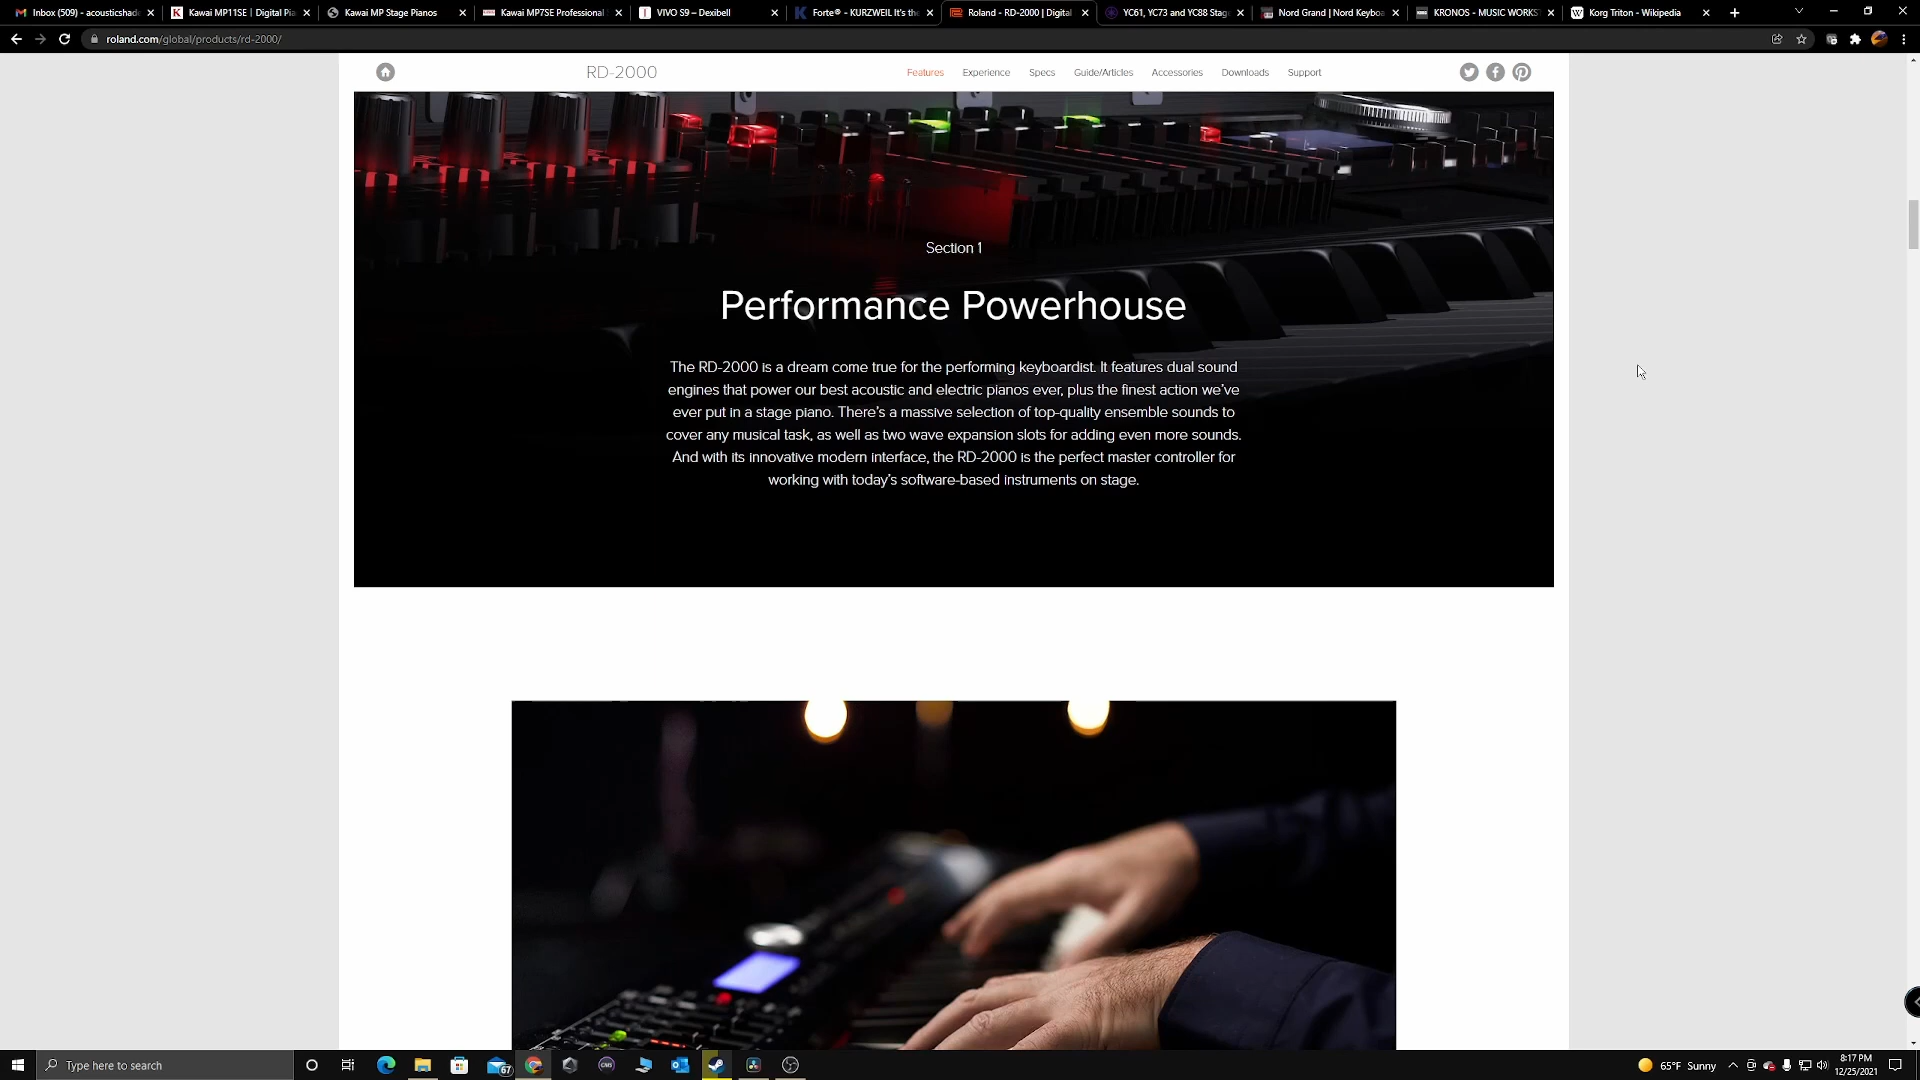 Inbox (509) - acousticshade
Kawai MP11SE | Digital Pia
Kawai MP Stage Pianos
Kawai MP7SE Professional
VIVO S9 – Dexibell
Forte® - KURZWEIL It's the
Roland - RD-2000 | Digital
YC61, YC73 and YC88 Stag
Nord Grand | Nord Keyboa
KRONOS - MUSIC WORKS
Korg Triton - Wikipedia
roland.com/global/products/rd-2000/
RD-2000
Features
Experience
Specs
Guide/Articles
Accessories
Downloads
Support
Section 1
Performance Powerhouse
The RD-2000 is a dream come true for the performing keyboardist. It features dual sound
engines that power our best acoustic and electric pianos ever, plus the finest action we've
ever put in a stage piano. There's a massive selection of top-quality ensemble sounds to
cover any musical task, as well as two wave expansion slots for adding even more sounds.
And with its innovative modern interface, the RD-2000 is the perfect master controller for
working with today's software-based instruments on stage.
Type here to search
67
65°F Sunny
8:17 PM
12/25/2021